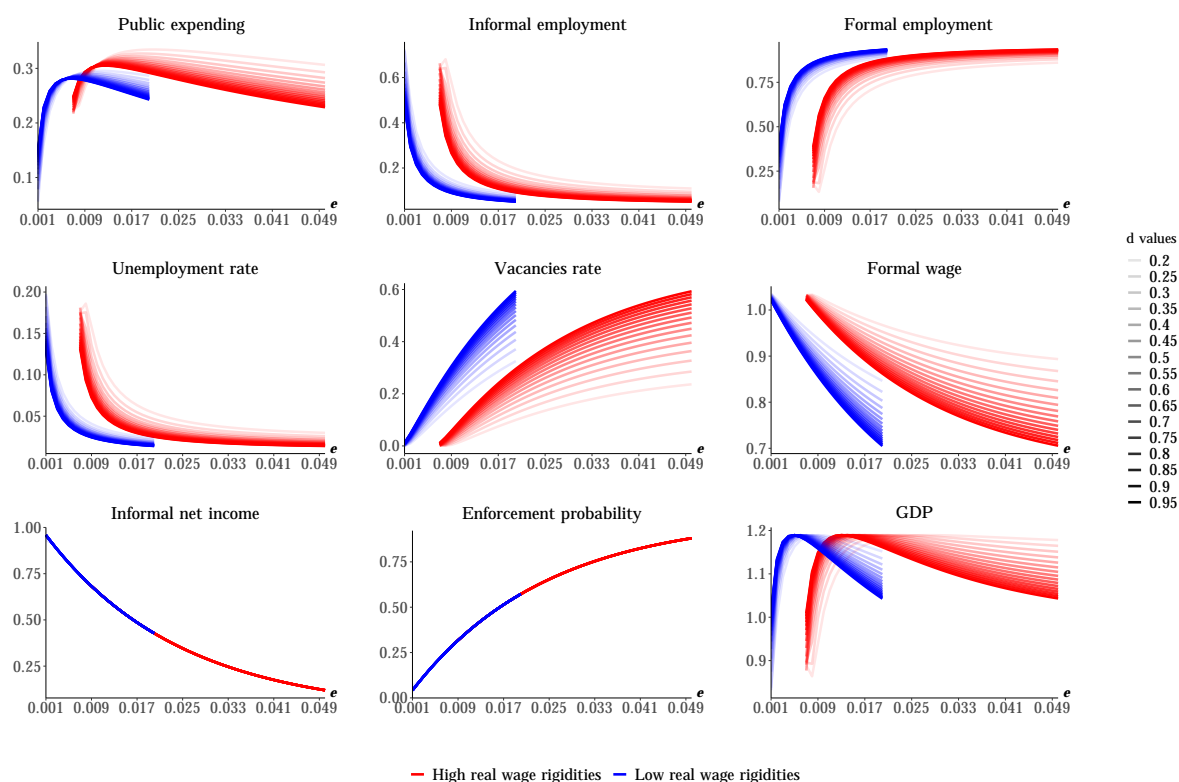 Public expending
Informal employment
Formal employment
0.3
0.2
0.1
0.001 0.009 0.017 0.025 0.033 0.041 0.049
e
0.6
0.4
0.2
0.001 0.009 0.017 0.025 0.033 0.041 0.049
e
0.75
0.50
0.25
0.001 0.009 0.017 0.025 0.033 0.041 0.049
e
Unemployment rate
Vacancies rate
Formal wage
0.20
0.15
0.10
0.05
0.001 0.009 0.017 0.025 0.033 0.041 0.049
e
0.6
0.4
0.2
0.0
0.001 0.009 0.017 0.025 0.033 0.041 0.049
e
1.0
0.9
0.8
0.7
0.001 0.009 0.017 0.025 0.033 0.041 0.049
e
Informal net income
Enforcement probability
GDP
1.00
0.75
0.50
0.25
0.001 0.009 0.017 0.025 0.033 0.041 0.049
e
0.75
0.50
0.25
0.00
0.001 0.009 0.017 0.025 0.033 0.041 0.049
e
1.2
1.1
1.0
0.9
0.001 0.009 0.017 0.025 0.033 0.041 0.049
e
d values
0.2
0.25
0.3
0.35
0.4
0.45
0.5
0.55
0.6
0.65
0.7
0.75
0.8
0.85
0.9
0.95
High real wage rigidities Low real wage rigidities